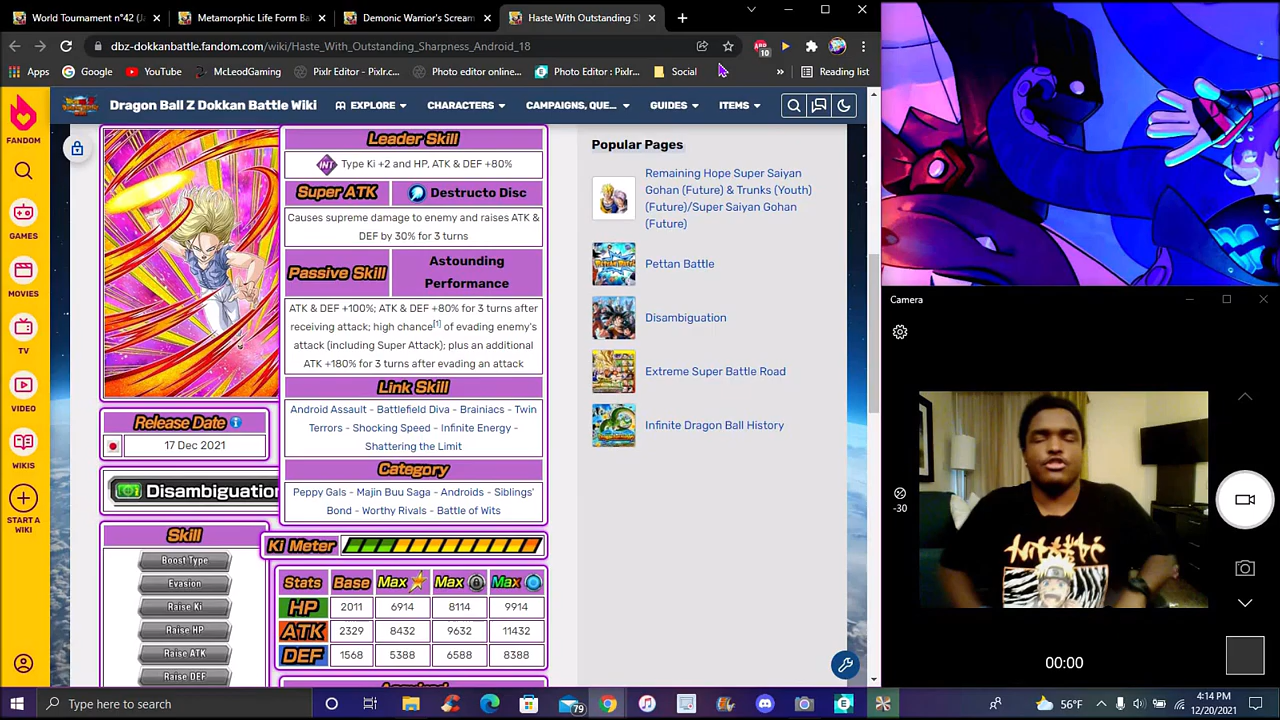 World Tournament n°42 (J
Metamorphic Life Form Ba
Demonic Warrior's Scream
Haste With Outstanding S
dbz-dokkanbattle.fandom.com/wiki/Haste_With_Outstanding_Sharpness_Android_18
10
Apps
Google
YouTube
McLeodGaming
Pixlr Editor - Pixlr.c...
Photo editor online...
Photo Editor : Pixlr...
Social
»
Reading list
FANDOM
Dragon Ball Z Dokkan Battle Wiki
EXPLORE
CHARACTERS
CAMPAIGNS, QUE...
GUIDES
ITEMS
GAMES
MOVIES
TV
VIDEO
WIKIS
START A
WIKI
Leader Skill
INT Type Ki +2 and HP, ATK & DEF +80%
Super ATK
Destructo Disc
Causes supreme damage to enemy and raises ATK &
DEF by 30% for 3 turns
Passive Skill
Astounding
Performance
ATK & DEF +100%; ATK & DEF +80% for 3 turns after
receiving attack; high chance[1] of evading enemy's
attack (including Super Attack); plus an additional
ATK +180% for 3 turns after evading an attack
Link Skill
Android Assault - Battlefield Diva - Brainiacs - Twin
Terrors - Shocking Speed - Infinite Energy -
Shattering the Limit
Category
Peppy Gals - Majin Buu Saga - Androids - Siblings'
Bond - Worthy Rivals - Battle of Wits
Release Date
17 Dec 2021
Disambiguation
Skill
Boost Type
Evasion
Raise Ki
Raise HP
Raise ATK
Raise DEF
Ki Meter
Stats Base Max Max Max
HP 2011 6914 8114 9914
ATK 2329 8432 9632 11432
DEF 1568 5388 6588 8388
Popular Pages
Remaining Hope Super Saiyan
Gohan (Future) & Trunks (Youth)
(Future)/Super Saiyan Gohan
(Future)
Pettan Battle
Disambiguation
Extreme Super Battle Road
Infinite Dragon Ball History
Camera
-30
00:00
Type here to search
79
56°F
4:14 PM
12/20/2021